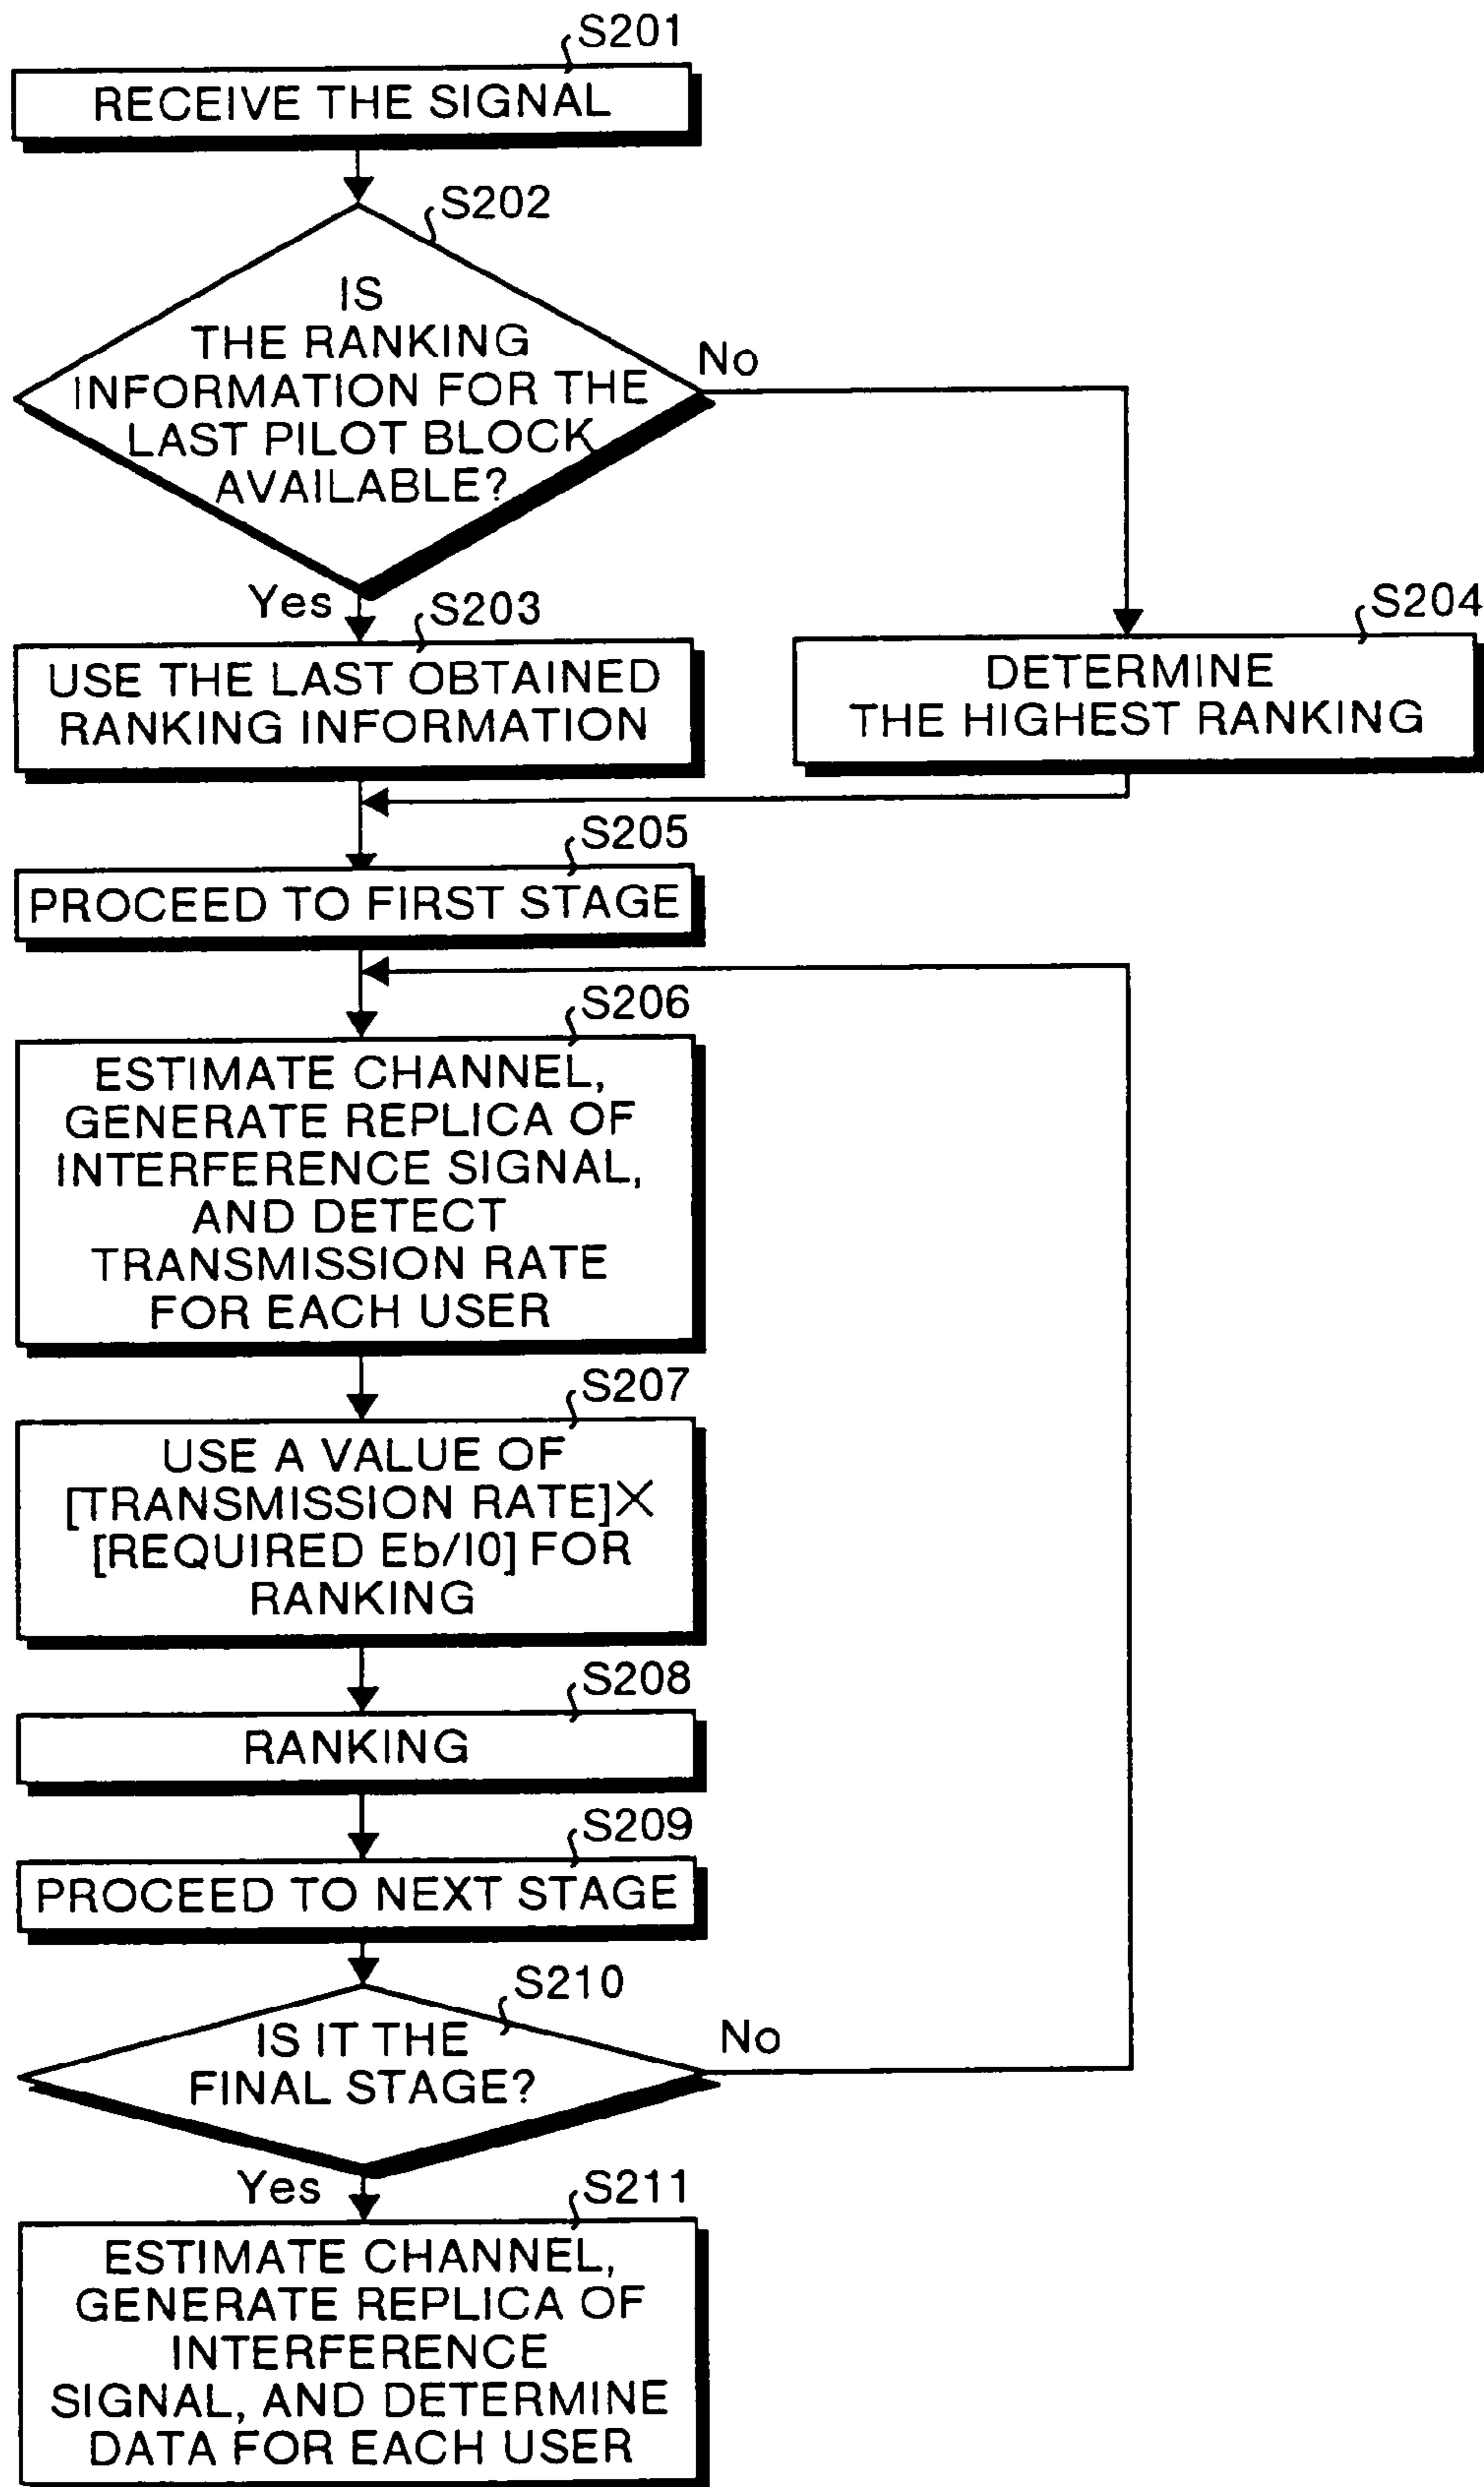 S201
RECEIVE THE SIGNAL
S202
IS
THE RANKING
INFORMATION FOR THE
LAST PILOT BLOCK
AVAILABLE?
No
Yes
S203
USE THE LAST OBTAINED
RANKING INFORMATION
S204
DETERMINE
THE HIGHEST RANKING
S205
PROCEED TO FIRST STAGE
S206
ESTIMATE CHANNEL,
GENERATE REPLICA OF
INTERFERENCE SIGNAL,
AND DETECT
TRANSMISSION RATE
FOR EACH USER
S207
USE A VALUE OF
[TRANSMISSION RATE]×
[REQUIRED Eb/I0] FOR
RANKING
S208
RANKING
S209
PROCEED TO NEXT STAGE
S210
IS IT THE
FINAL STAGE?
No
Yes
S211
ESTIMATE CHANNEL,
GENERATE REPLICA OF
INTERFERENCE
SIGNAL, AND DETERMINE
DATA FOR EACH USER